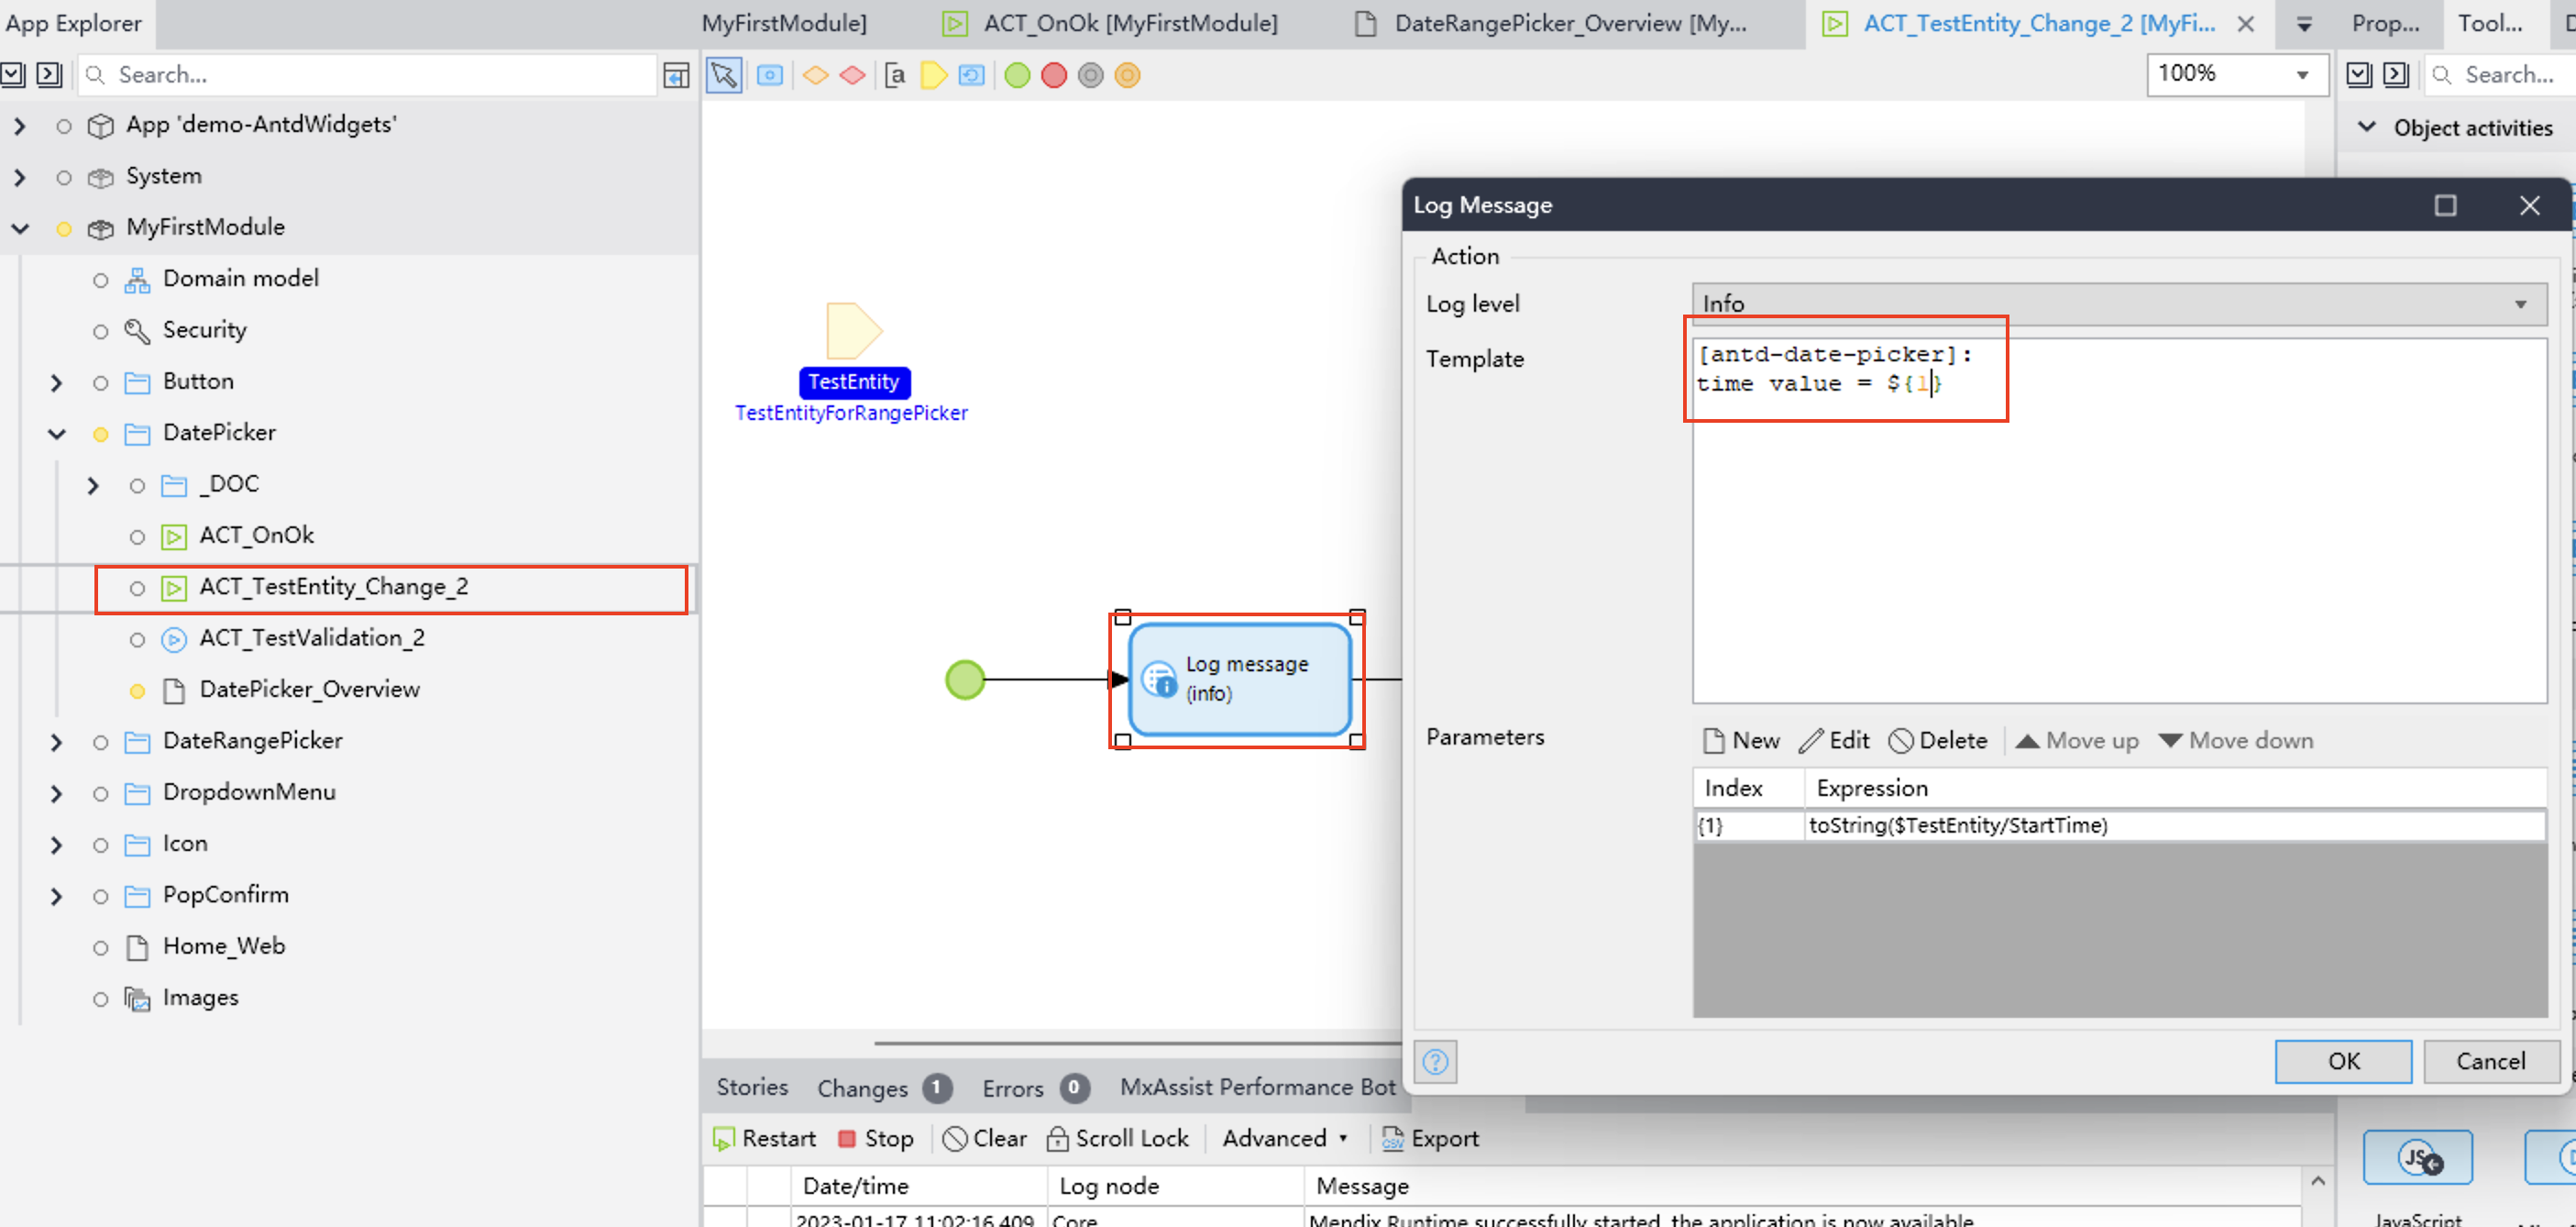 App Explorer
MyFirstModule]
ACT_OnOk [MyFirstModule]
DateRangePicker_Overview [My...
ACT_TestEntity_Change_2 [MyFi...
Prop...
Tool...
Search...
100%
Search...
App 'demo-AntdWidgets'
System
MyFirstModule
Domain model
Security
Button
DatePicker
_DOC
ACT_OnOk
ACT_TestEntity_Change_2
ACT_TestValidation_2
DatePicker_Overview
DateRangePicker
DropdownMenu
Icon
PopConfirm
Home_Web
Images
TestEntity
TestEntityForRangePicker
Log message
(info)
Object activities
Log Message
Action
Log level
Info
Template
[antd-date-picker]:
time value = ${1}
Parameters
New
Edit
Delete
Move up
Move down
Index
Expression
{1}
toString($TestEntity/StartTime)
OK
Cancel
Stories
Changes 1
Errors 0
MxAssist Performance Bot
Restart
Stop
Clear
Scroll Lock
Advanced
Export
Date/time
Log node
Message
2023-01-17 11:02:16.409
Core
Mendix Runtime successfully started, the application is now available
JS
JavaScript